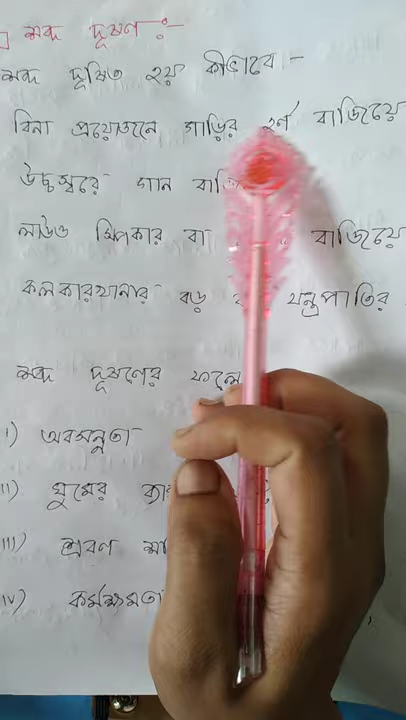 শব্দ দূষণ :-
শব্দ দূষিত হয় কীভাবে :-
বিনা প্রয়োজনে গাড়ির হর্ণ বাজিয়ে
উচ্চস্বরে গান
লাউড স্পিকার বা বাজিয়ে
কলকারখানার বড় যন্ত্রপাতির
শব্দ দূষণের ফলে
i) অবসন্নতা
ii) ঘুমের
iii) শ্রবণ
iv) কর্মক্ষমতা